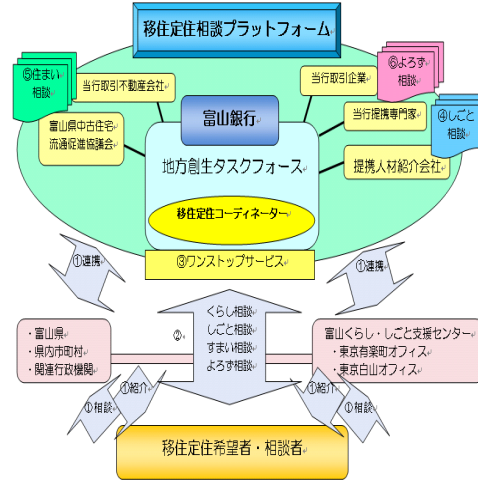 移住定住相談プラットフォーム
⑤住まい
相談
当行取引不動産会社
富山県中古住宅
流通促進協議会
富山銀行
当行取引企業
⑥よろず
相談
当行提携専門家
④しごと
相談
提携人材紹介会社
地方創生タスクフォース
移住定住コーディネーター
③ワンストップサービス
①連携
①連携
・富山県
・県内市町村
・関連行政機関
②
くらし相談
しごと相談
すまい相談
よろず相談
富山くらし・しごと支援センター
・東京有楽町オフィス
・東京白山オフィス
①相談
①紹介
①紹介
①相談
移住定住希望者・相談者